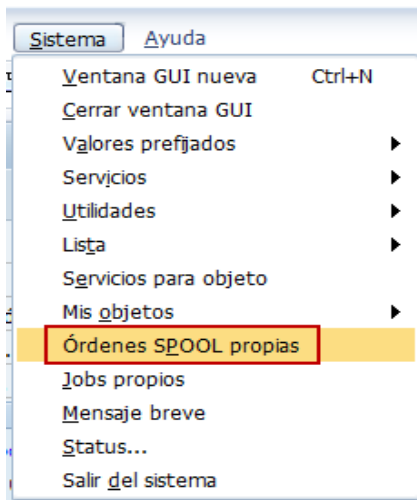 Sistema Ayuda
Ventana GUI nueva Ctrl+N
Cerrar ventana GUI
Valores prefijados
Servicios
Utilidades
Lista
Servicios para objeto
Mis objetos
Órdenes SPOOL propias
Jobs propios
Mensaje breve
Status...
Salir del sistema